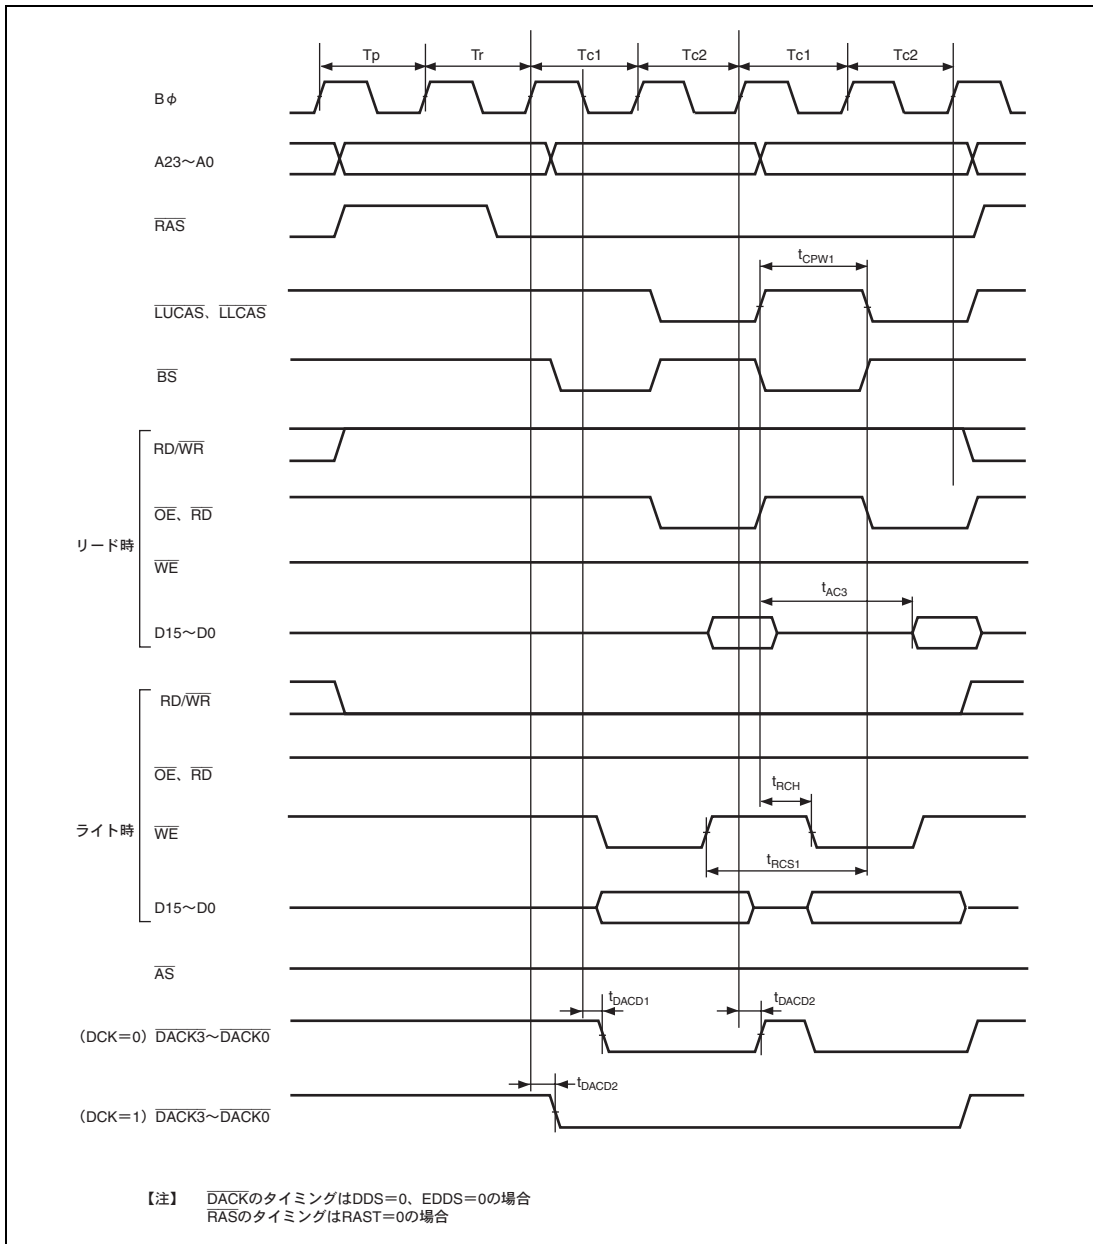 Tp Tr Tc1 Tc2 Tc1 Tc2
Bφ
A23〜A0
RAS
tCPW1
LUCAS、LLCAS
BS
RD/WR
OE、RD
リード時
WE
tAC3
D15〜D0
RD/WR
OE、RD
tRCH
ライト時
WE
tRCS1
D15〜D0
AS
tDACD1 tDACD2
(DCK=0) DACK3〜DACK0
tDACD2
(DCK=1) DACK3〜DACK0
【注】 DACKのタイミングはDDS=0、EDDS=0の場合
RASのタイミングはRAST=0の場合